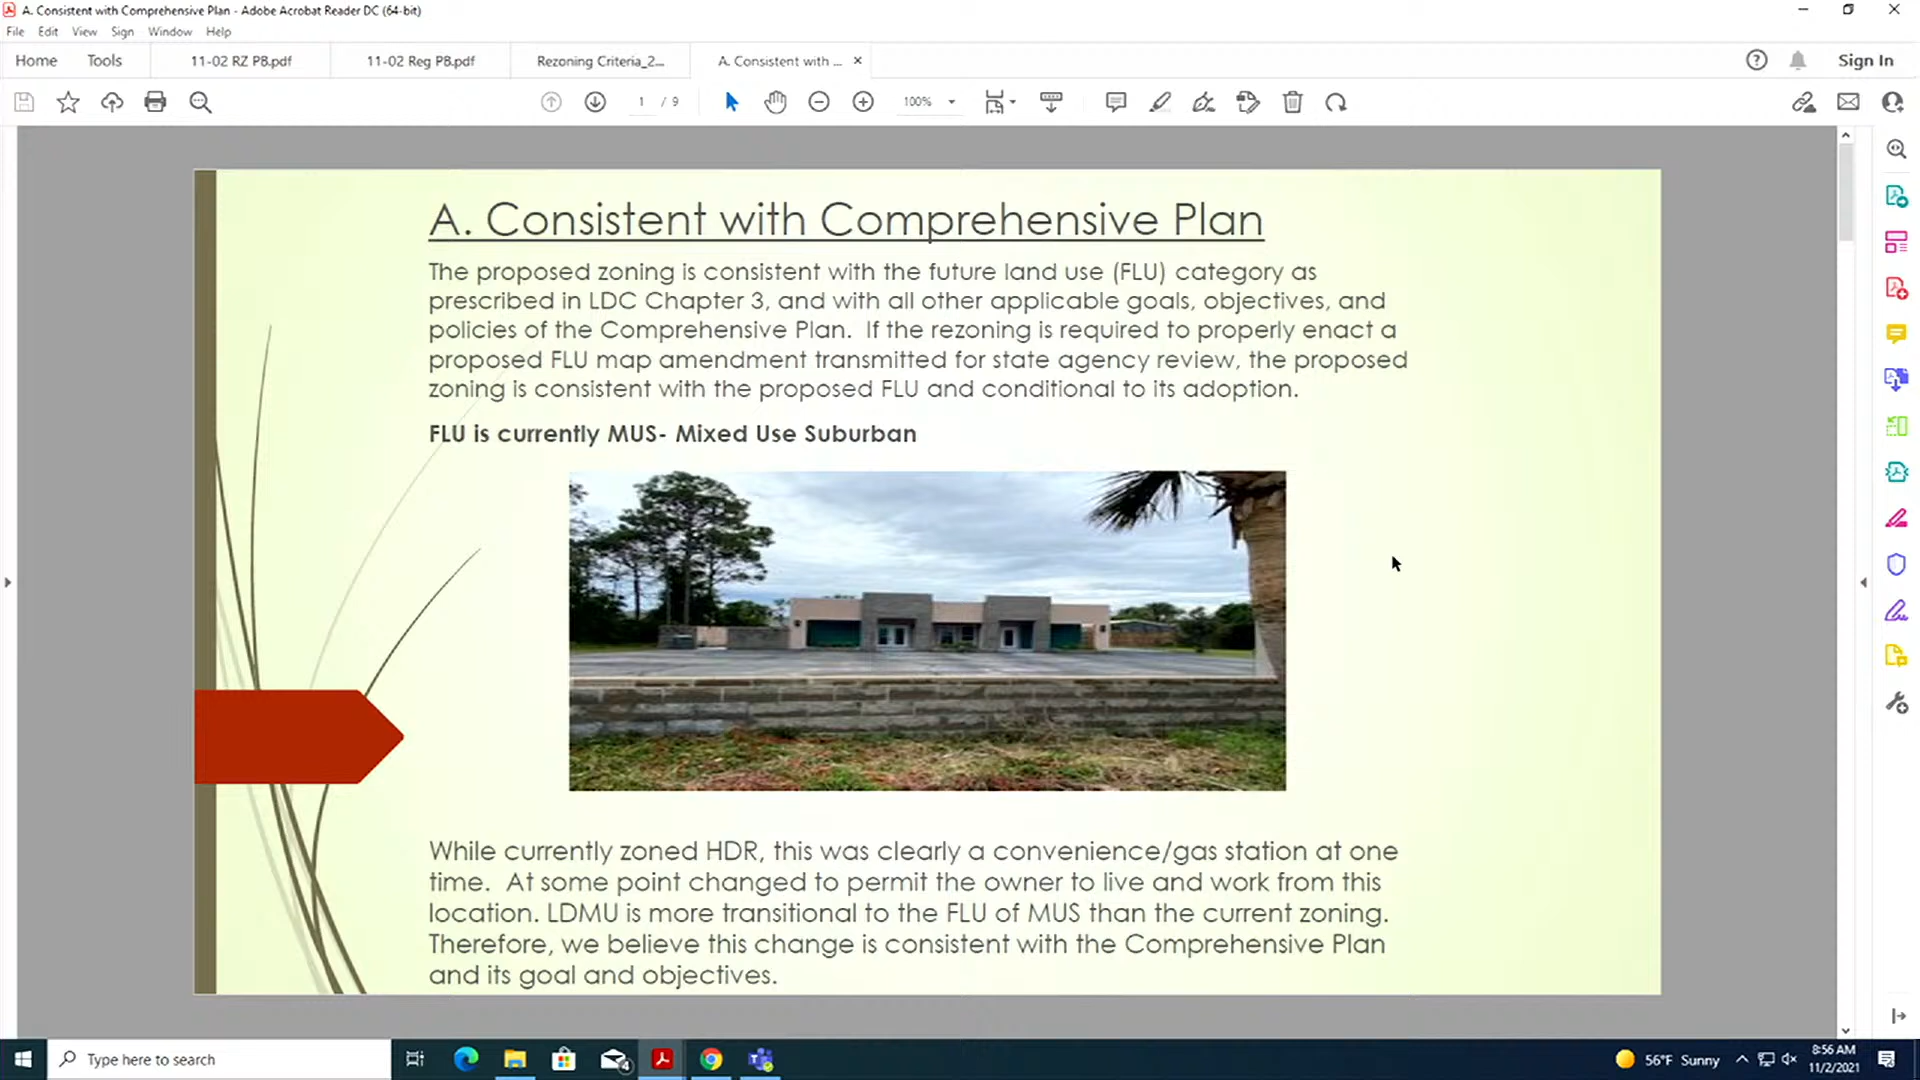 A. Consistent with Comprehensive Plan - Adobe Acrobat Reader DC (64-bit)
File Edit View Sign Window Help
Home Tools 11-02 RZ PB.pdf 11-02 Reg PB.pdf Rezoning Criteria_2... A. Consistent with ... Sign In
1 / 9 100%
A. Consistent with Comprehensive Plan
The proposed zoning is consistent with the future land use (FLU) category as
prescribed in LDC Chapter 3, and with all other applicable goals, objectives, and
policies of the Comprehensive Plan. If the rezoning is required to properly enact a
proposed FLU map amendment transmitted for state agency review, the proposed
zoning is consistent with the proposed FLU and conditional to its adoption.
FLU is currently MUS- Mixed Use Suburban
While currently zoned HDR, this was clearly a convenience/gas station at one
time. At some point changed to permit the owner to live and work from this
location. LDMU is more transitional to the FLU of MUS than the current zoning.
Therefore, we believe this change is consistent with the Comprehensive Plan
and its goal and objectives.
Type here to search
4
56°F Sunny
8:56 AM
11/2/2021